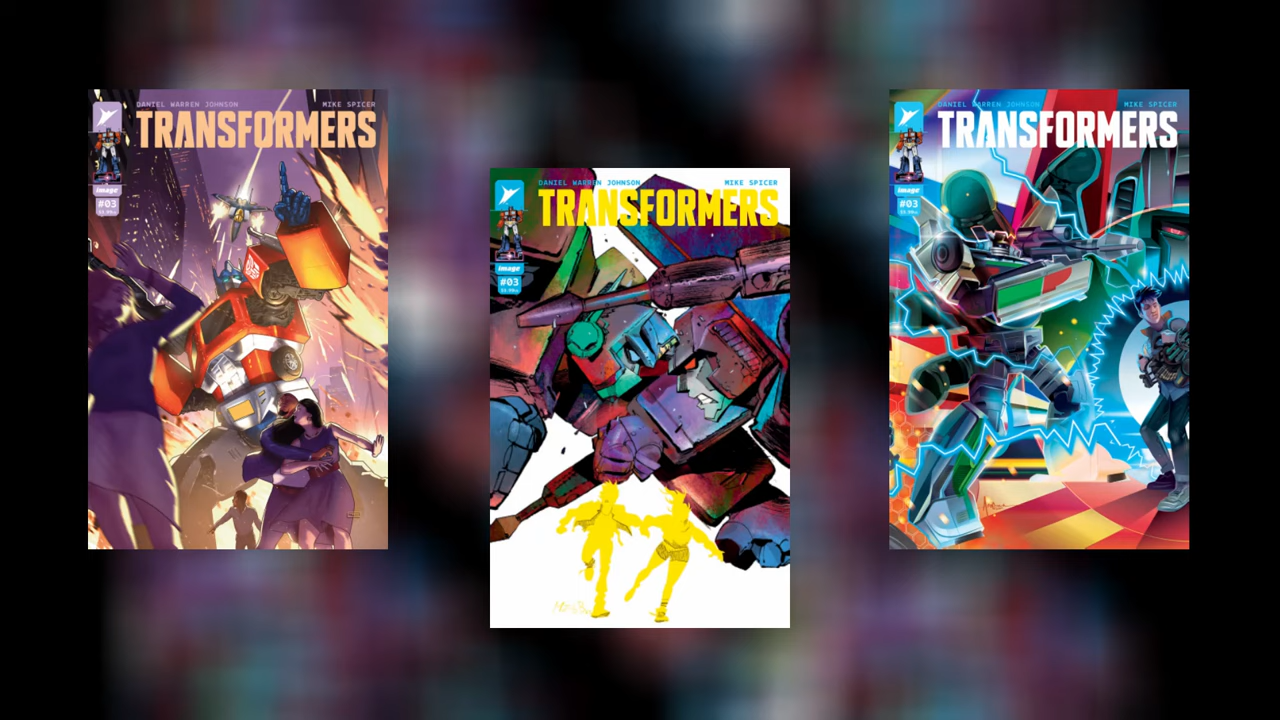 DANIEL WARREN JOHNSON MIKE SPICER
TRANSFORMERS
image
#03
DANIEL WARREN JOHNSON MIKE SPICER
TRANSFORMERS
image
#03
DANIEL WARREN JOHNSON MIKE SPICER
TRANSFORMERS
image
#03